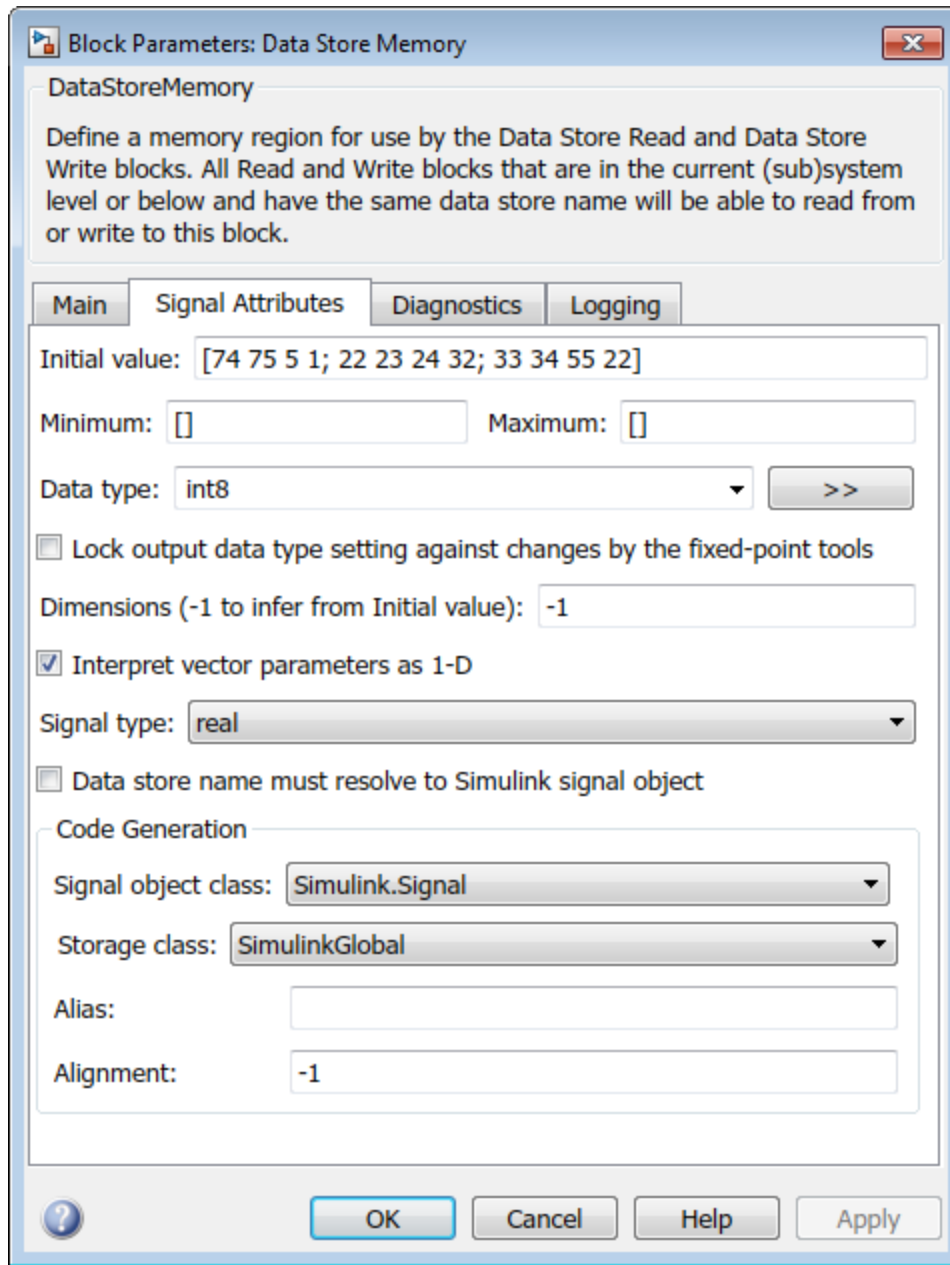 Block Parameters: Data Store Memory
DataStoreMemory
Define a memory region for use by the Data Store Read and Data Store
Write blocks. All Read and Write blocks that are in the current (sub)system
level or below and have the same data store name will be able to read from
or write to this block.
Main Signal Attributes Diagnostics Logging
Initial value: [74 75 5 1; 22 23 24 32; 33 34 55 22]
Minimum: [] Maximum: []
Data type: int8 >>
Lock output data type setting against changes by the fixed-point tools
Dimensions (-1 to infer from Initial value): -1
Interpret vector parameters as 1-D
Signal type: real
Data store name must resolve to Simulink signal object
Code Generation
Signal object class: Simulink.Signal
Storage class: SimulinkGlobal
Alias:
Alignment: -1
? OK Cancel Help Apply